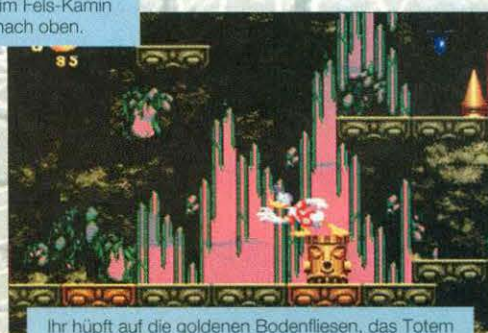 im Fels-Kamin
nach oben.
85
Ihr hüpft auf die goldenen Bodenfliesen, das Totem